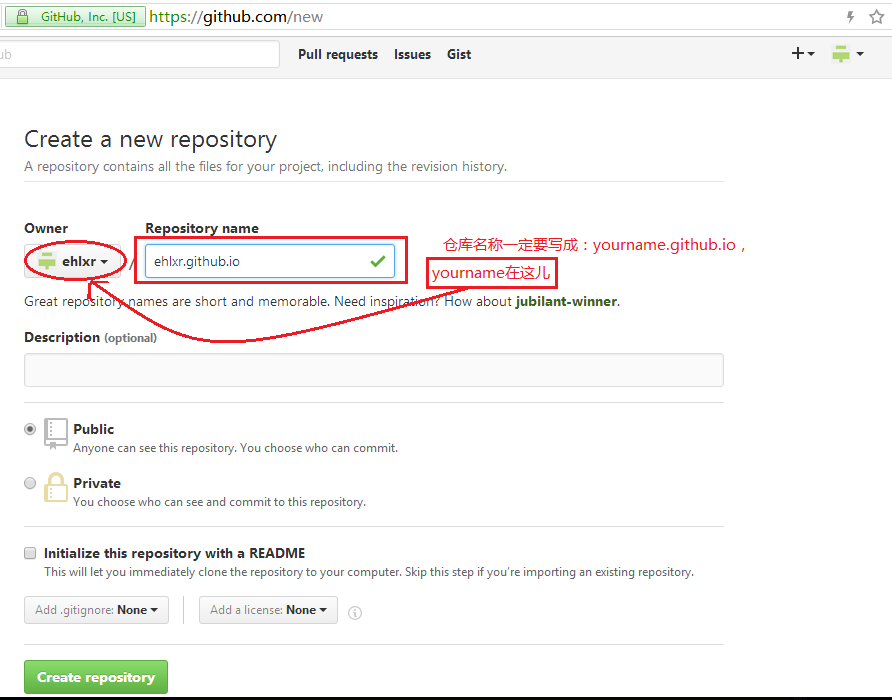 GitHub, Inc. [US] https://github.com/new
ub
Pull requests Issues Gist
Create a new repository
A repository contains all the files for your project, including the revision history.
Owner Repository name
ehlxr / ehlxr.github.io
仓库名称一定要写成：yourname.github.io，
yourname在这儿
Great repository names are short and memorable. Need inspiration? How about jubilant-winner.
Description (optional)
Public
Anyone can see this repository. You choose who can commit.
Private
You choose who can see and commit to this repository.
Initialize this repository with a README
This will let you immediately clone the repository to your computer. Skip this step if you’re importing an existing repository.
Add .gitignore: None Add a license: None
Create repository